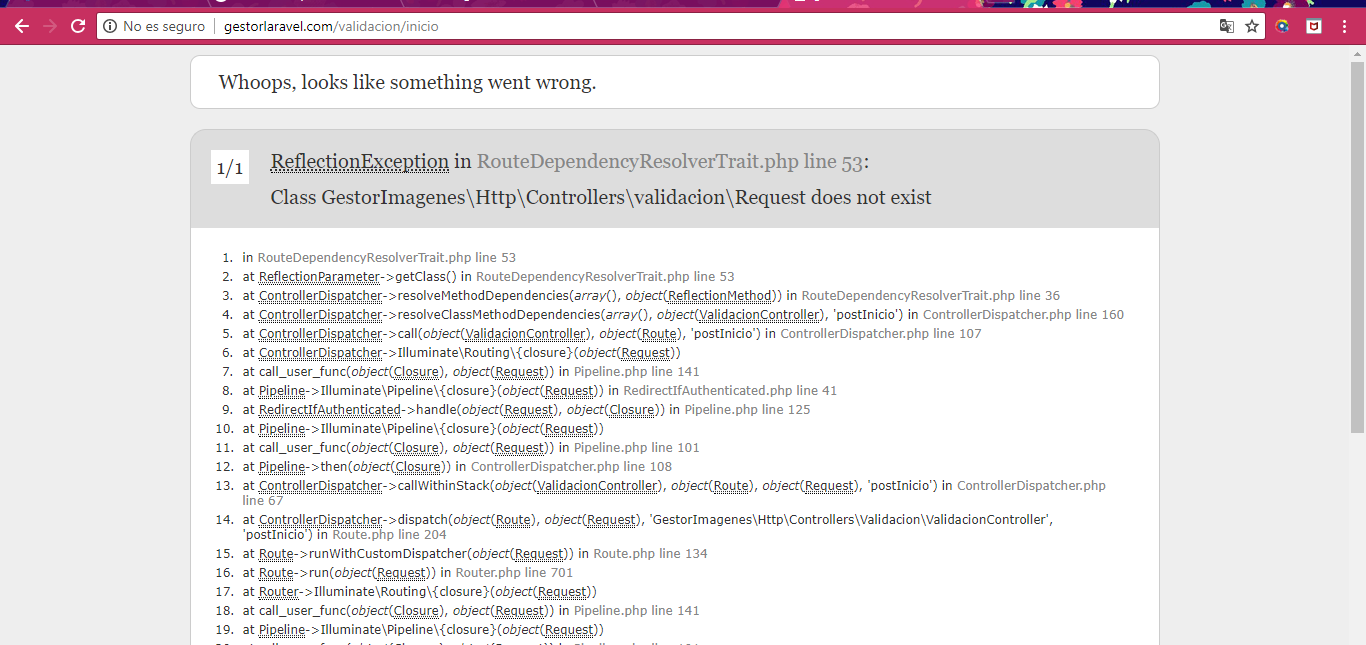 No es seguro gestorlaravel.com/validacion/inicio
Whoops, looks like something went wrong.
1/1
ReflectionException in RouteDependencyResolverTrait.php line 53:
Class GestorImagenes\Http\Controllers\validacion\Request does not exist
1. in RouteDependencyResolverTrait.php line 53
2. at ReflectionParameter->getClass() in RouteDependencyResolverTrait.php line 53
3. at ControllerDispatcher->resolveMethodDependencies(array(), object(ReflectionMethod)) in RouteDependencyResolverTrait.php line 36
4. at ControllerDispatcher->resolveClassMethodDependencies(array(), object(ValidacionController), 'postInicio') in ControllerDispatcher.php line 160
5. at ControllerDispatcher->call(object(ValidacionController), object(Route), 'postInicio') in ControllerDispatcher.php line 107
6. at ControllerDispatcher->Illuminate\Routing\{closure}(object(Request))
7. at call_user_func(object(Closure), object(Request)) in Pipeline.php line 141
8. at Pipeline->Illuminate\Pipeline\{closure}(object(Request)) in RedirectIfAuthenticated.php line 41
9. at RedirectIfAuthenticated->handle(object(Request), object(Closure)) in Pipeline.php line 125
10. at Pipeline->Illuminate\Pipeline\{closure}(object(Request))
11. at call_user_func(object(Closure), object(Request)) in Pipeline.php line 101
12. at Pipeline->then(object(Closure)) in ControllerDispatcher.php line 108
13. at ControllerDispatcher->callWithinStack(object(ValidacionController), object(Route), object(Request), 'postInicio') in ControllerDispatcher.php
line 67
14. at ControllerDispatcher->dispatch(object(Route), object(Request), 'GestorImagenes\Http\Controllers\Validacion\ValidacionController',
'postInicio') in Route.php line 204
15. at Route->runWithCustomDispatcher(object(Request)) in Route.php line 134
16. at Route->run(object(Request)) in Router.php line 701
17. at Router->Illuminate\Routing\{closure}(object(Request))
18. at call_user_func(object(Closure), object(Request)) in Pipeline.php line 141
19. at Pipeline->Illuminate\Pipeline\{closure}(object(Request))